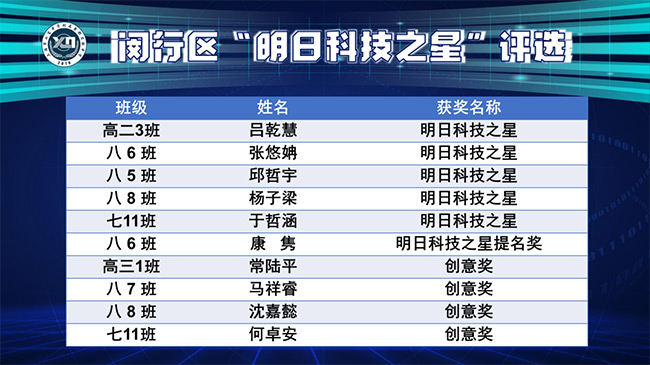 闵行区“明日科技之星”评选
班级 姓名 获奖名称
高二3班 吕乾慧 明日科技之星
八 6 班 张悠娴 明日科技之星
八 5 班 邱哲宇 明日科技之星
八 8 班 杨子梁 明日科技之星
七11班 于哲涵 明日科技之星
八 6 班 康 隽 明日科技之星提名奖
高三1班 常陆平 创意奖
八 7 班 马祥睿 创意奖
八 8 班 沈嘉懿 创意奖
七11班 何卓安 创意奖